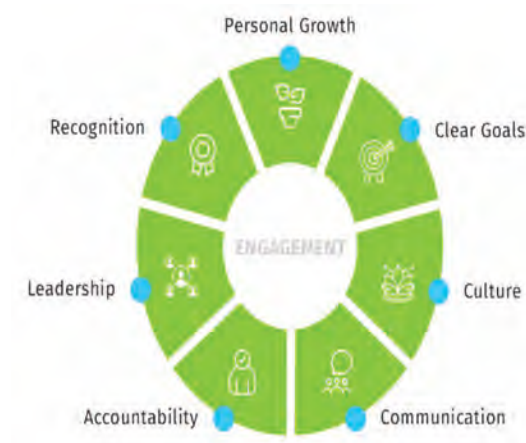 Personal Growth
Recognition
Clear Goals
ENGAGEMENT
Leadership
Culture
Accountability
Communication